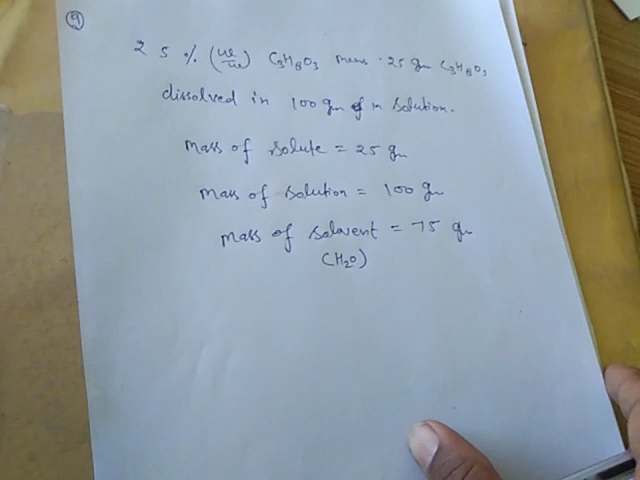 9
25 % (w/w) C3H8O3 means 25 gm C3H8O3
dissolved in 100 gm of solution.
Mass of solute = 25 gm
Mass of solution = 100 gm
Mass of solvent = 75 gm
(H2O)